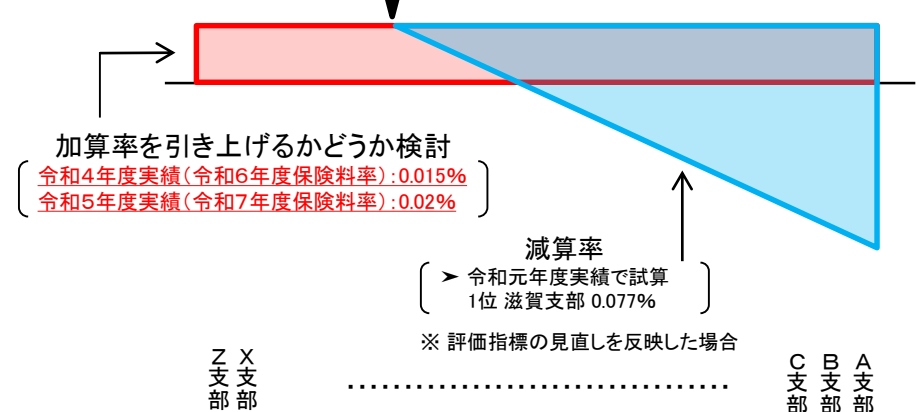 加算率を引き上げるかどうか検討
令和4年度実績(令和6年度保険料率):0.015%
令和5年度実績(令和7年度保険料率):0.02%
減算率
➤ 令和元年度実績で試算
1位 滋賀支部 0.077%
※ 評価指標の見直しを反映した場合
Z支部
X支部
‥‥‥‥‥‥‥‥‥‥‥‥‥‥‥‥
C支部
B支部
A支部